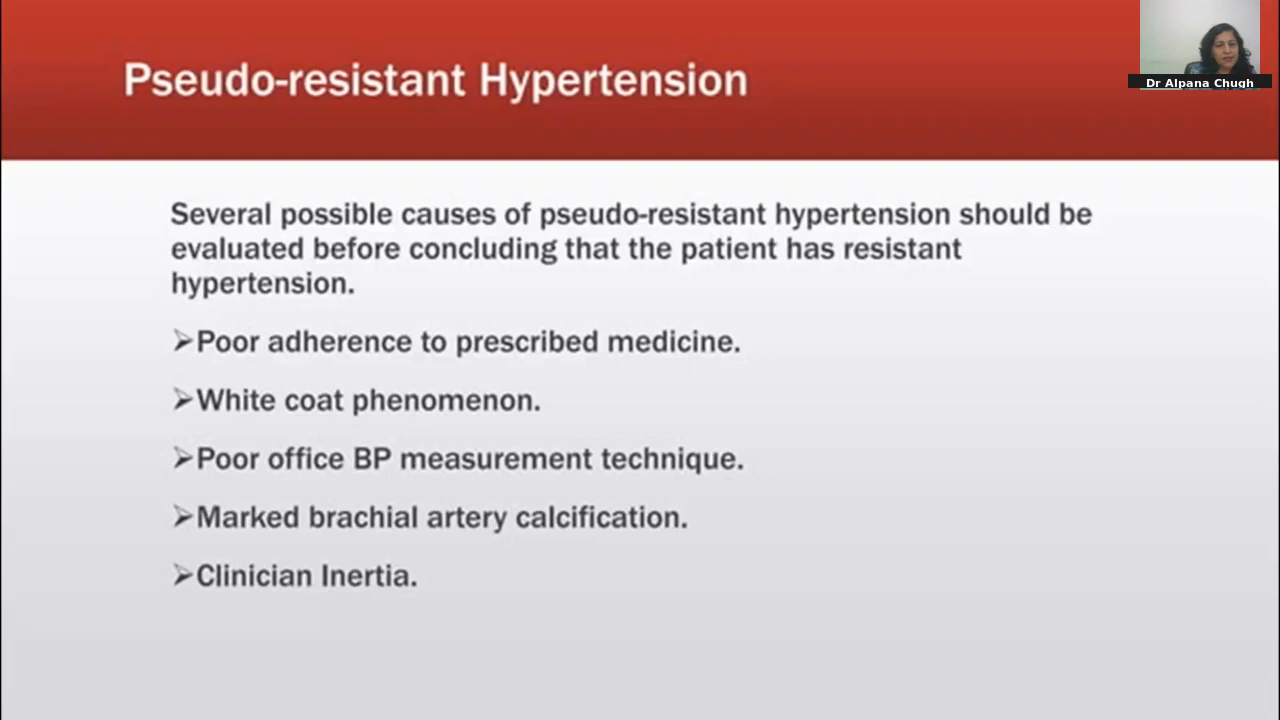 Pseudo-resistant Hypertension
Dr Alpana Chugh
Several possible causes of pseudo-resistant hypertension should be
evaluated before concluding that the patient has resistant
hypertension.
➢Poor adherence to prescribed medicine.
➢White coat phenomenon.
➢Poor office BP measurement technique.
➢Marked brachial artery calcification.
➢Clinician Inertia.